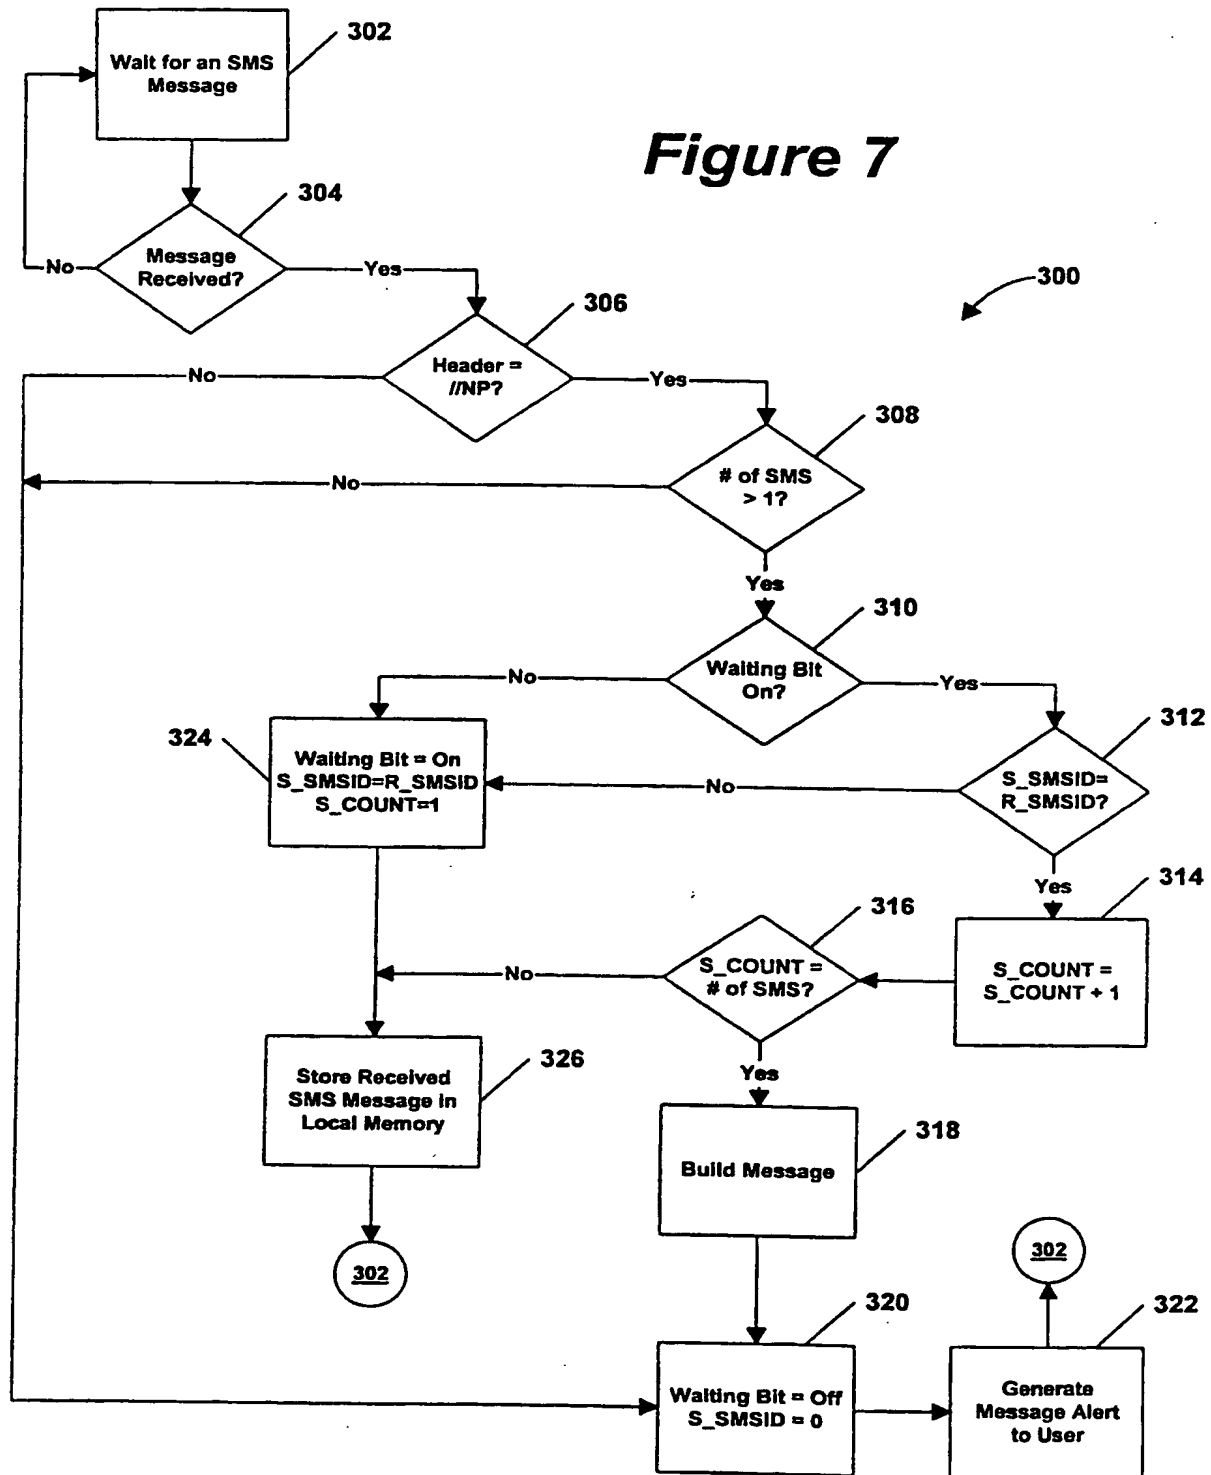 302
Wait for an SMS
Message
Figure 7
304
Message
Received?
No
Yes
300
306
Header =
//NP?
No
Yes
308
# of SMS
> 1?
No
Yes
310
Waiting Bit
On?
No
Yes
312
S_SMSID=
R_SMSID?
324
Waiting Bit = On
S_SMSID=R_SMSID
S_COUNT=1
No
Yes
314
S_COUNT =
S_COUNT + 1
316
S_COUNT =
# of SMS?
No
Yes
326
Store Received
SMS Message in
Local Memory
318
Build Message
302
302
320
Waiting Bit = Off
S_SMSID = 0
322
Generate
Message Alert
to User